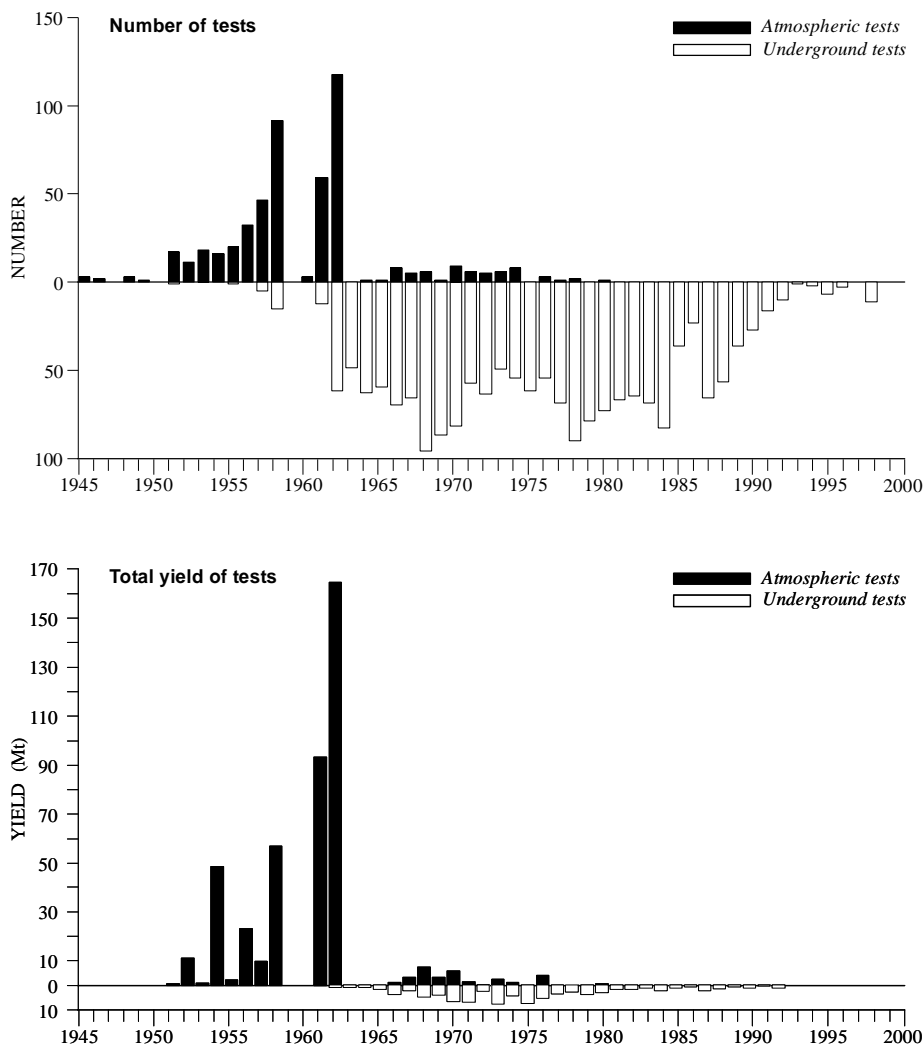 Number of tests
Atmospheric tests
Underground tests
150
100
50
0
50
100
NUMBER
1945 1950 1955 1960 1965 1970 1975 1980 1985 1990 1995 2000
Total yield of tests
Atmospheric tests
Underground tests
170
150
130
110
90
70
50
30
10
0
10
YIELD (Mt)
1945 1950 1955 1960 1965 1970 1975 1980 1985 1990 1995 2000